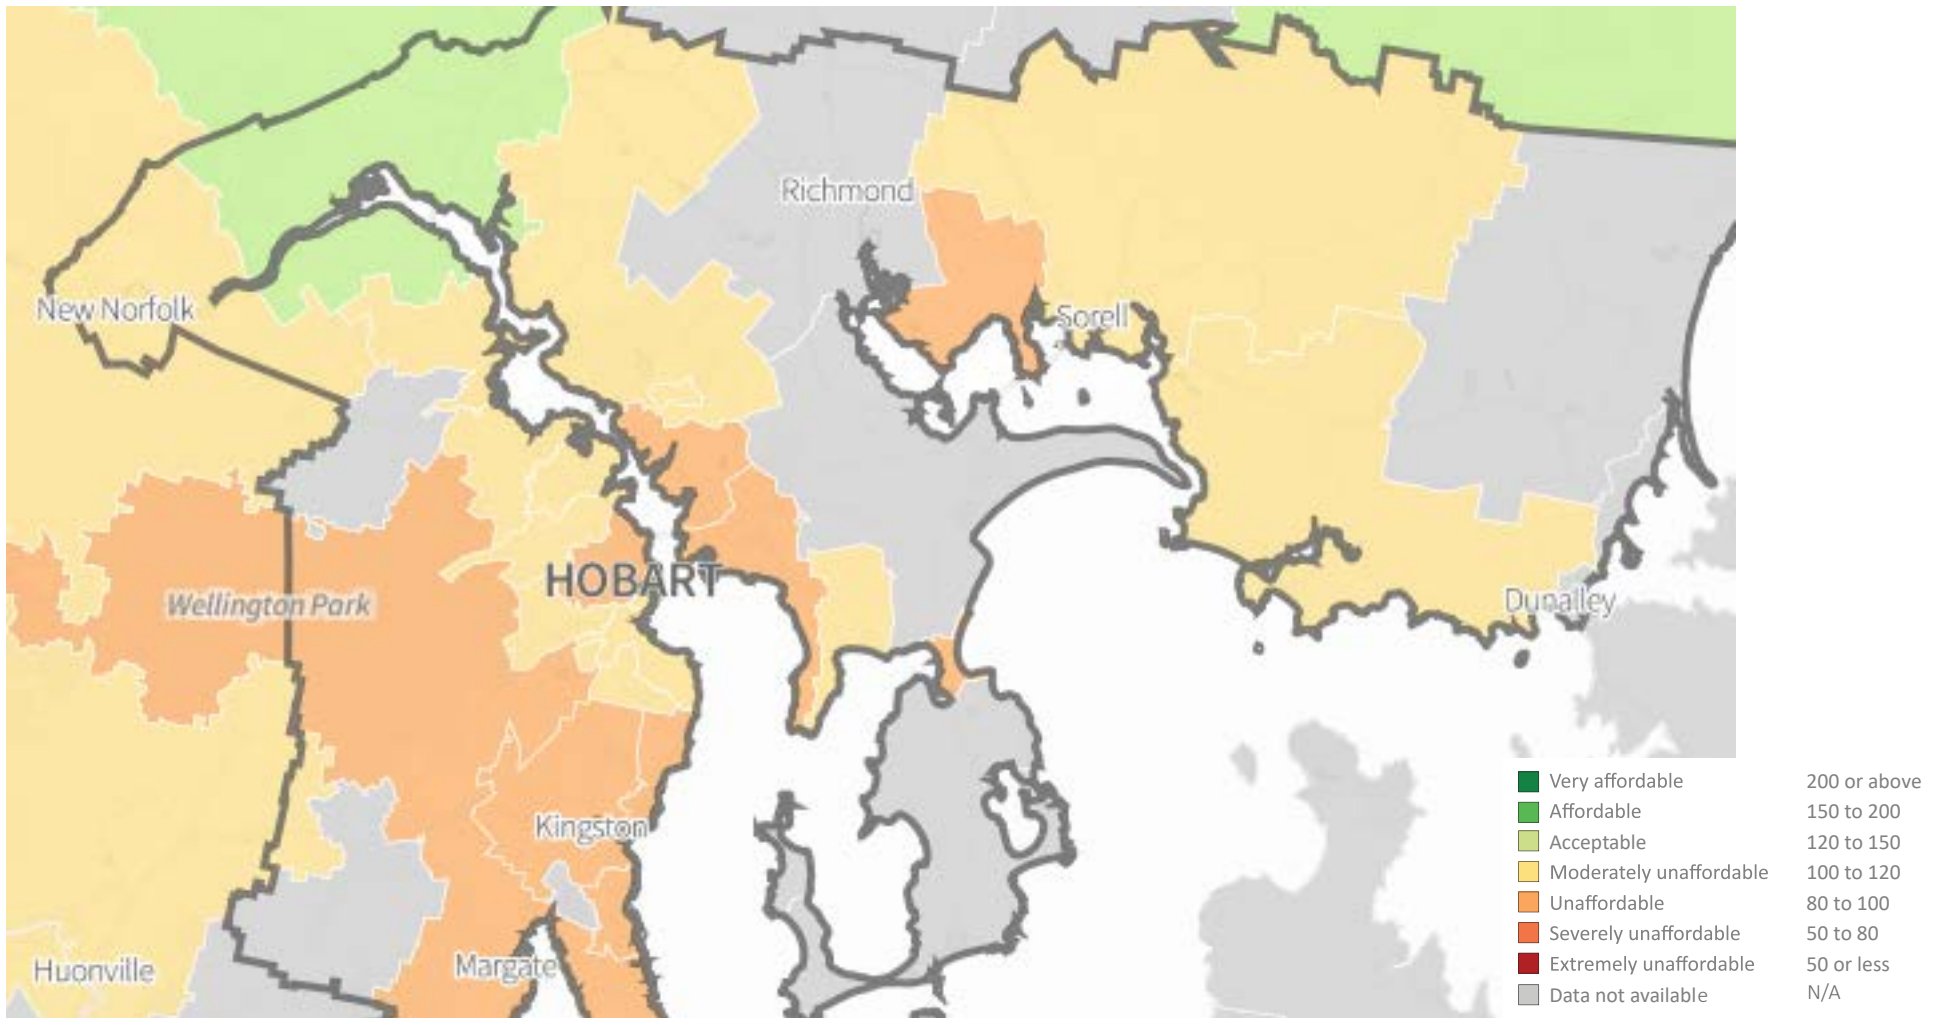 Richmond
New Norfolk
Sorell
HOBART
Wellington Park
Dunalley
Kingston
Huonville
Margate
Very affordable 200 or above
Affordable 150 to 200
Acceptable 120 to 150
Moderately unaffordable 100 to 120
Unaffordable 80 to 100
Severely unaffordable 50 to 80
Extremely unaffordable 50 or less
Data not available N/A